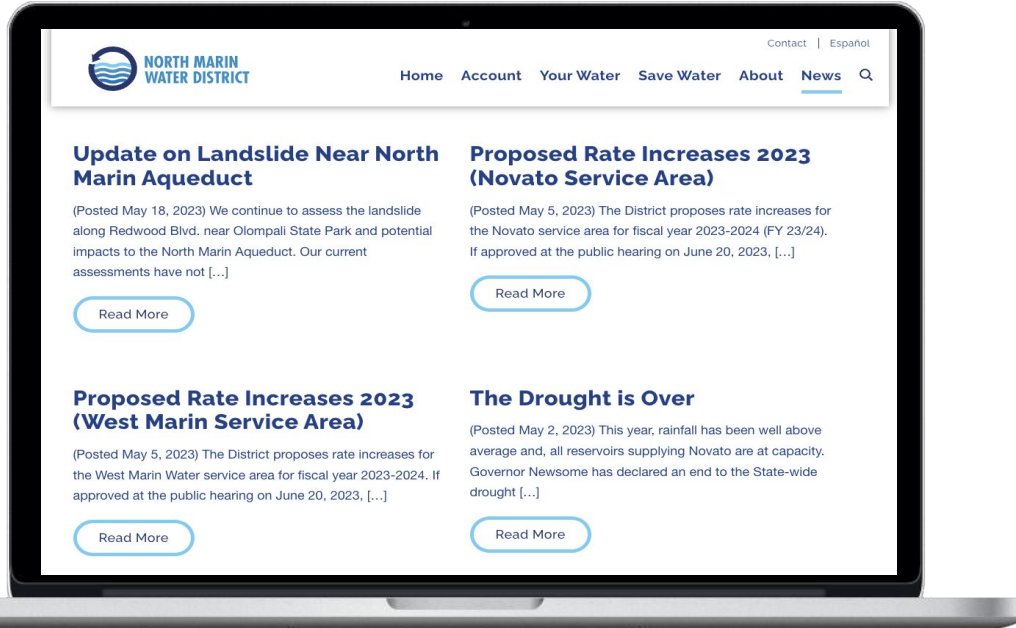 Contact | Español
NORTH MARIN
WATER DISTRICT
Home Account Your Water Save Water About News
Update on Landslide Near North
Marin Aqueduct
(Posted May 18, 2023) We continue to assess the landslide
along Redwood Blvd. near Olompali State Park and potential
impacts to the North Marin Aqueduct. Our current
assessments have not […]
Read More
Proposed Rate Increases 2023
(Novato Service Area)
(Posted May 5, 2023) The District proposes rate increases for
the Novato service area for fiscal year 2023-2024 (FY 23/24).
If approved at the public hearing on June 20, 2023, […]
Read More
Proposed Rate Increases 2023
(West Marin Service Area)
(Posted May 5, 2023) The District proposes rate increases for
the West Marin Water service area for fiscal year 2023-2024. If
approved at the public hearing on June 20, 2023, […]
Read More
The Drought is Over
(Posted May 2, 2023) This year, rainfall has been well above
average and, all reservoirs supplying Novato are at capacity.
Governor Newsome has declared an end to the State-wide
drought […]
Read More